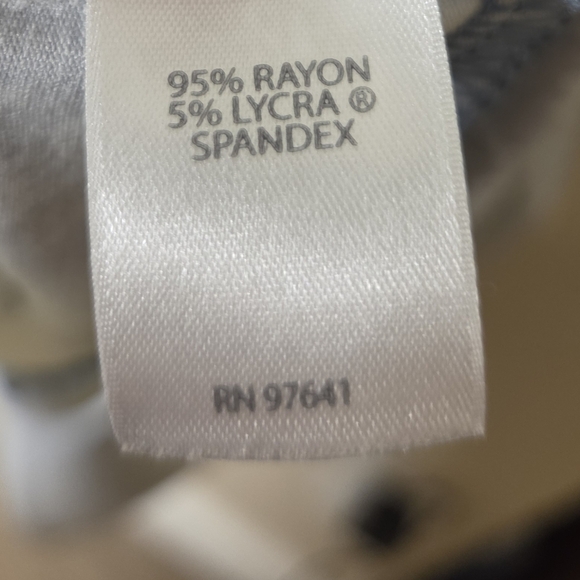 95% RAYON
5% LYCRA ®
SPANDEX
RN 97641